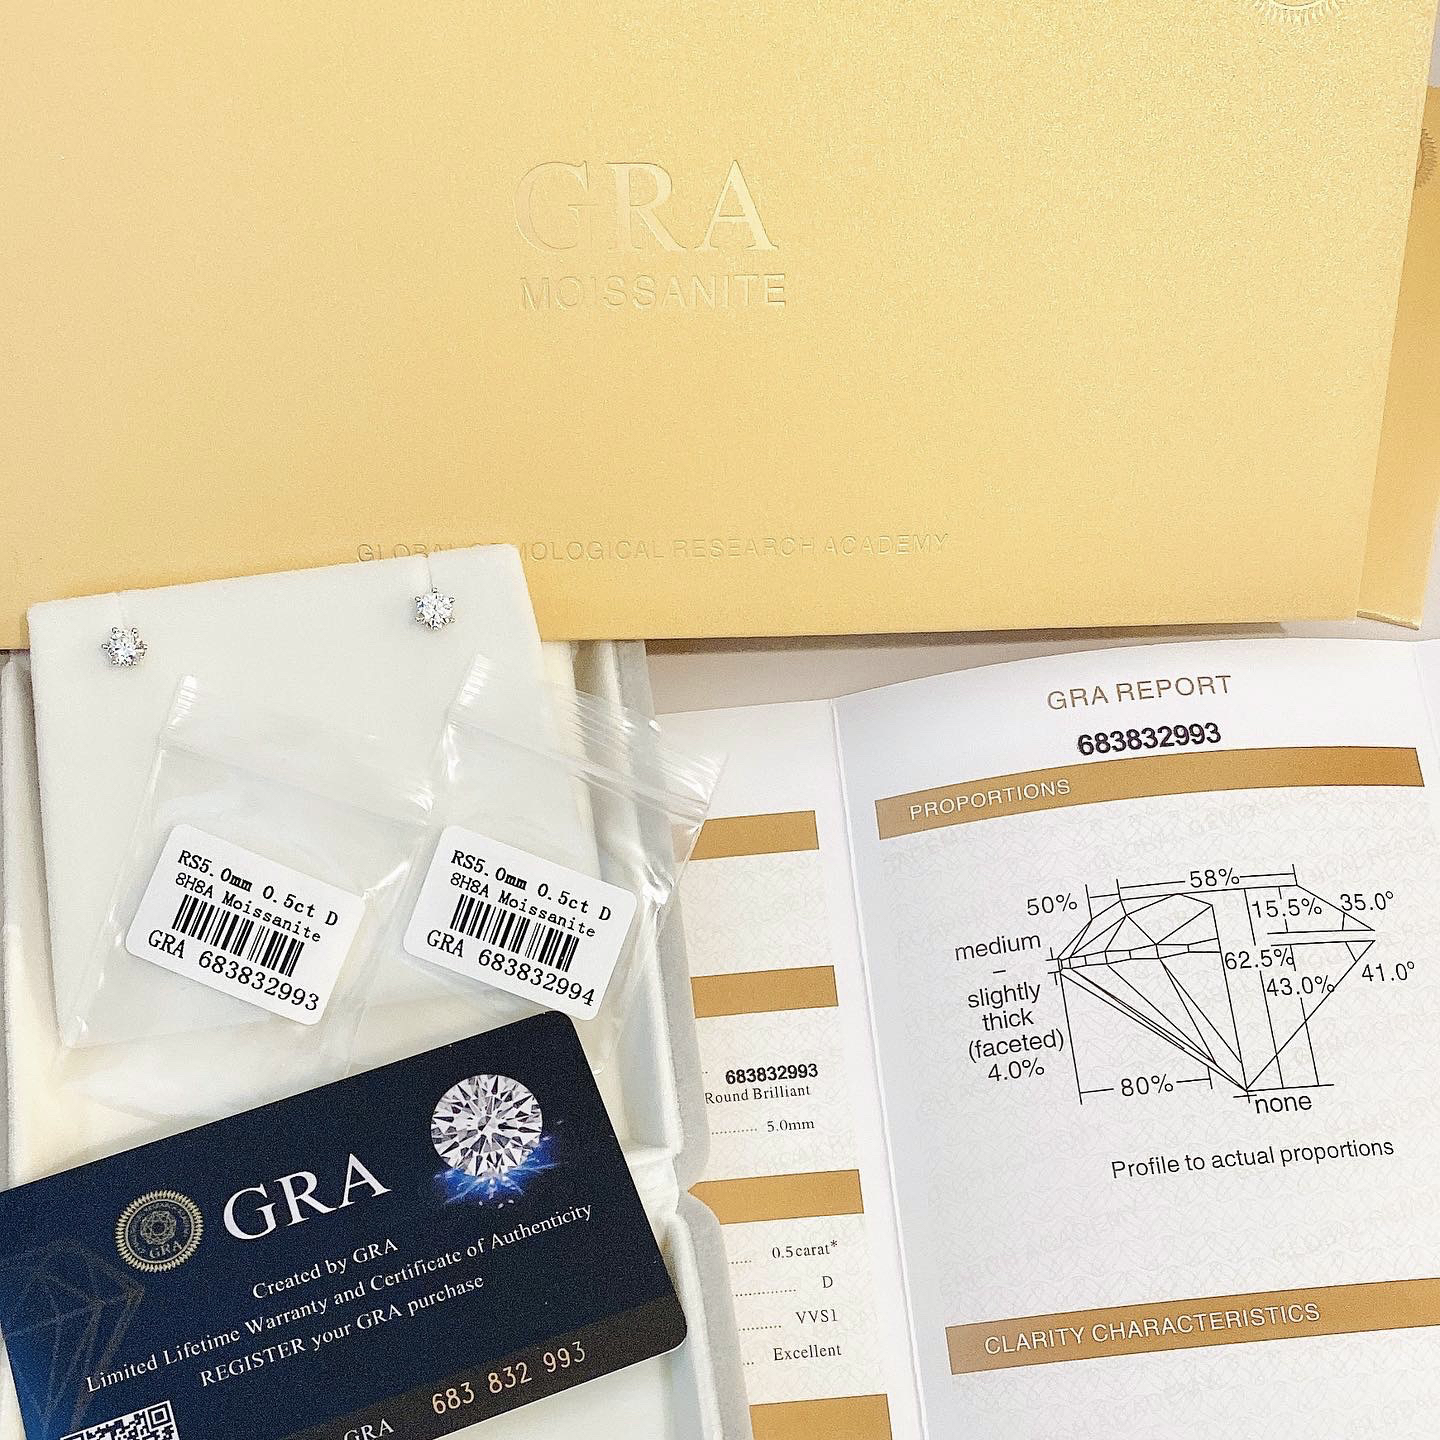 GRA
MOISSANITE
GLOBAL GEMOLOGICAL RESEARCH ACADEMY
RS5.0mm 0.5ct D
8H8A Moissanite
GRA 683832993
RS5.0mm 0.5ct D
8H8A Moissanite
GRA 683832994
GRA
GRA
Created by GRA
Limited Lifetime Warranty and Certificate of Authenticity
REGISTER your GRA purchase
GRA 683 832 993
683832993
Round Brilliant
5.0mm
0.5carat*
D
VVS1
Excellent
GRA REPORT
683832993
PROPORTIONS
58%
50%
15.5% 35.0°
medium
–
slightly
thick
(faceted)
4.0%
62.5%
43.0%
41.0°
80%
none
Profile to actual proportions
CLARITY CHARACTERISTICS